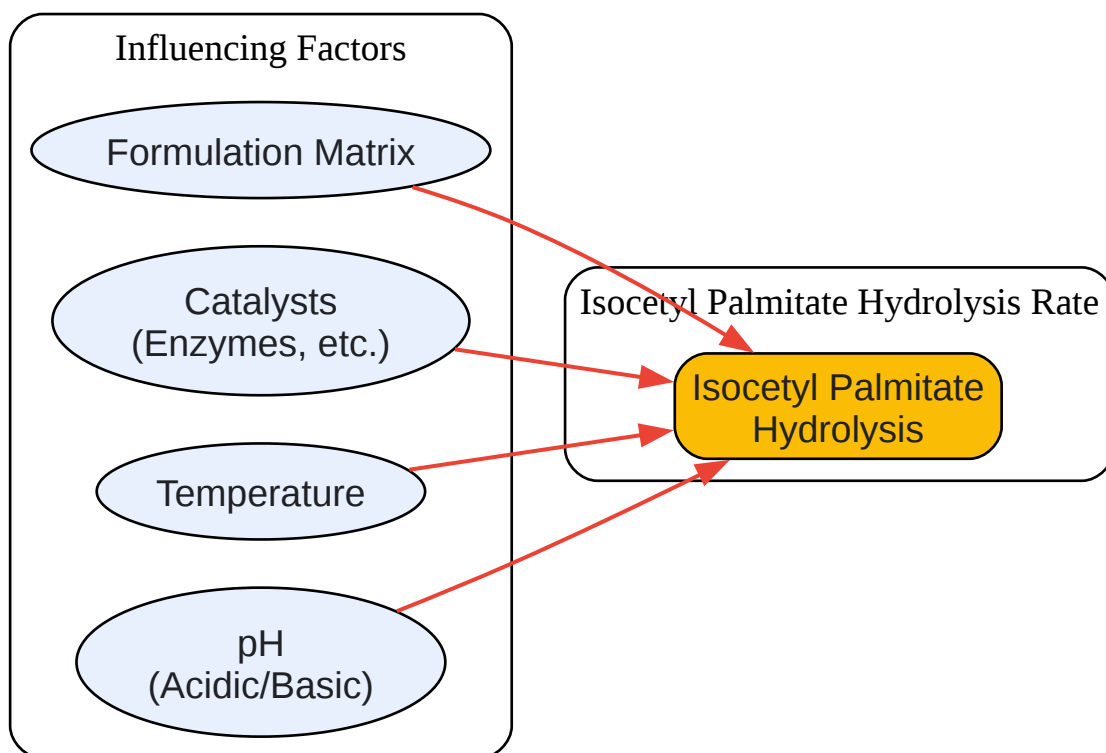 Influencing Factors
Formulation Matrix
Catalysts
(Enzymes, etc.)
Temperature
pH
(Acidic/Basic)
Isocetyl Palmitate Hydrolysis Rate
Isocetyl Palmitate
Hydrolysis